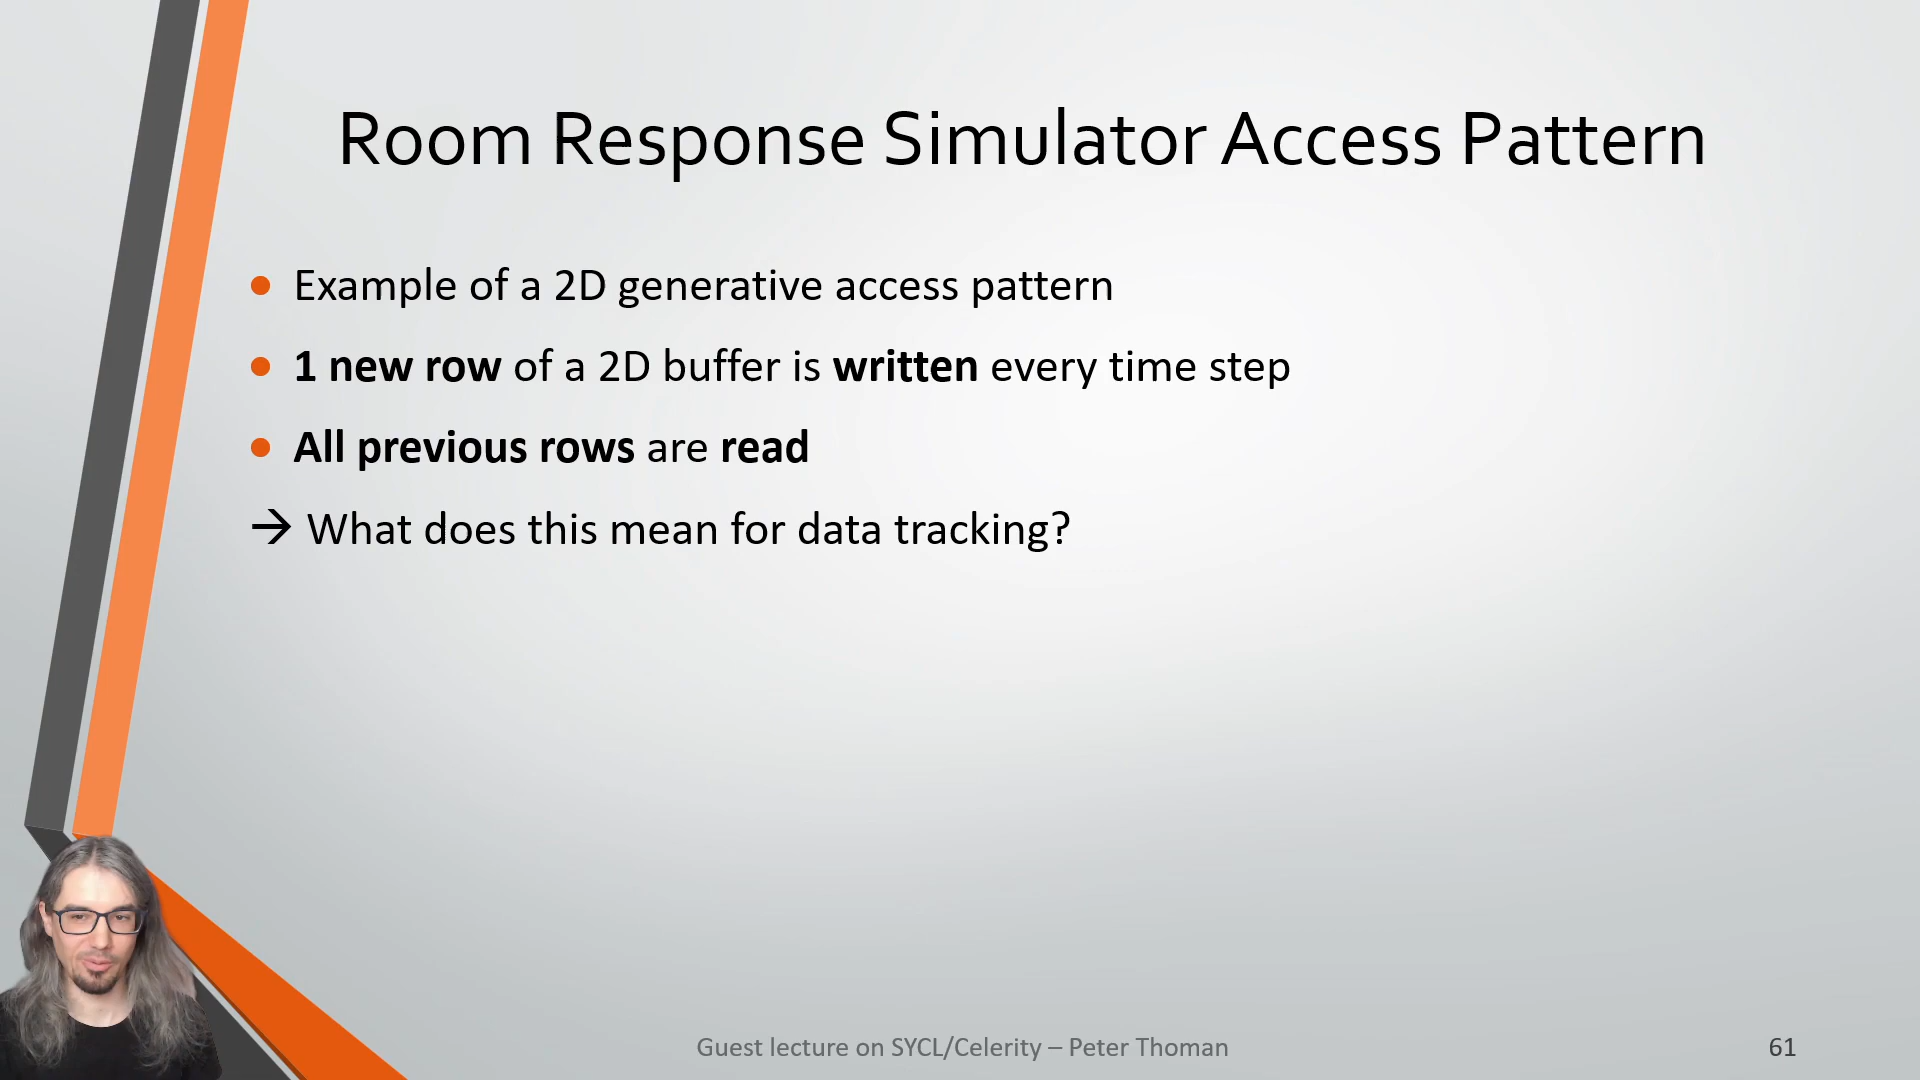 Room Response Simulator Access Pattern
• Example of a 2D generative access pattern
• 1 new row of a 2D buffer is written every time step
• All previous rows are read
→ What does this mean for data tracking?
Guest lecture on SYCL/Celerity – Peter Thoman
61